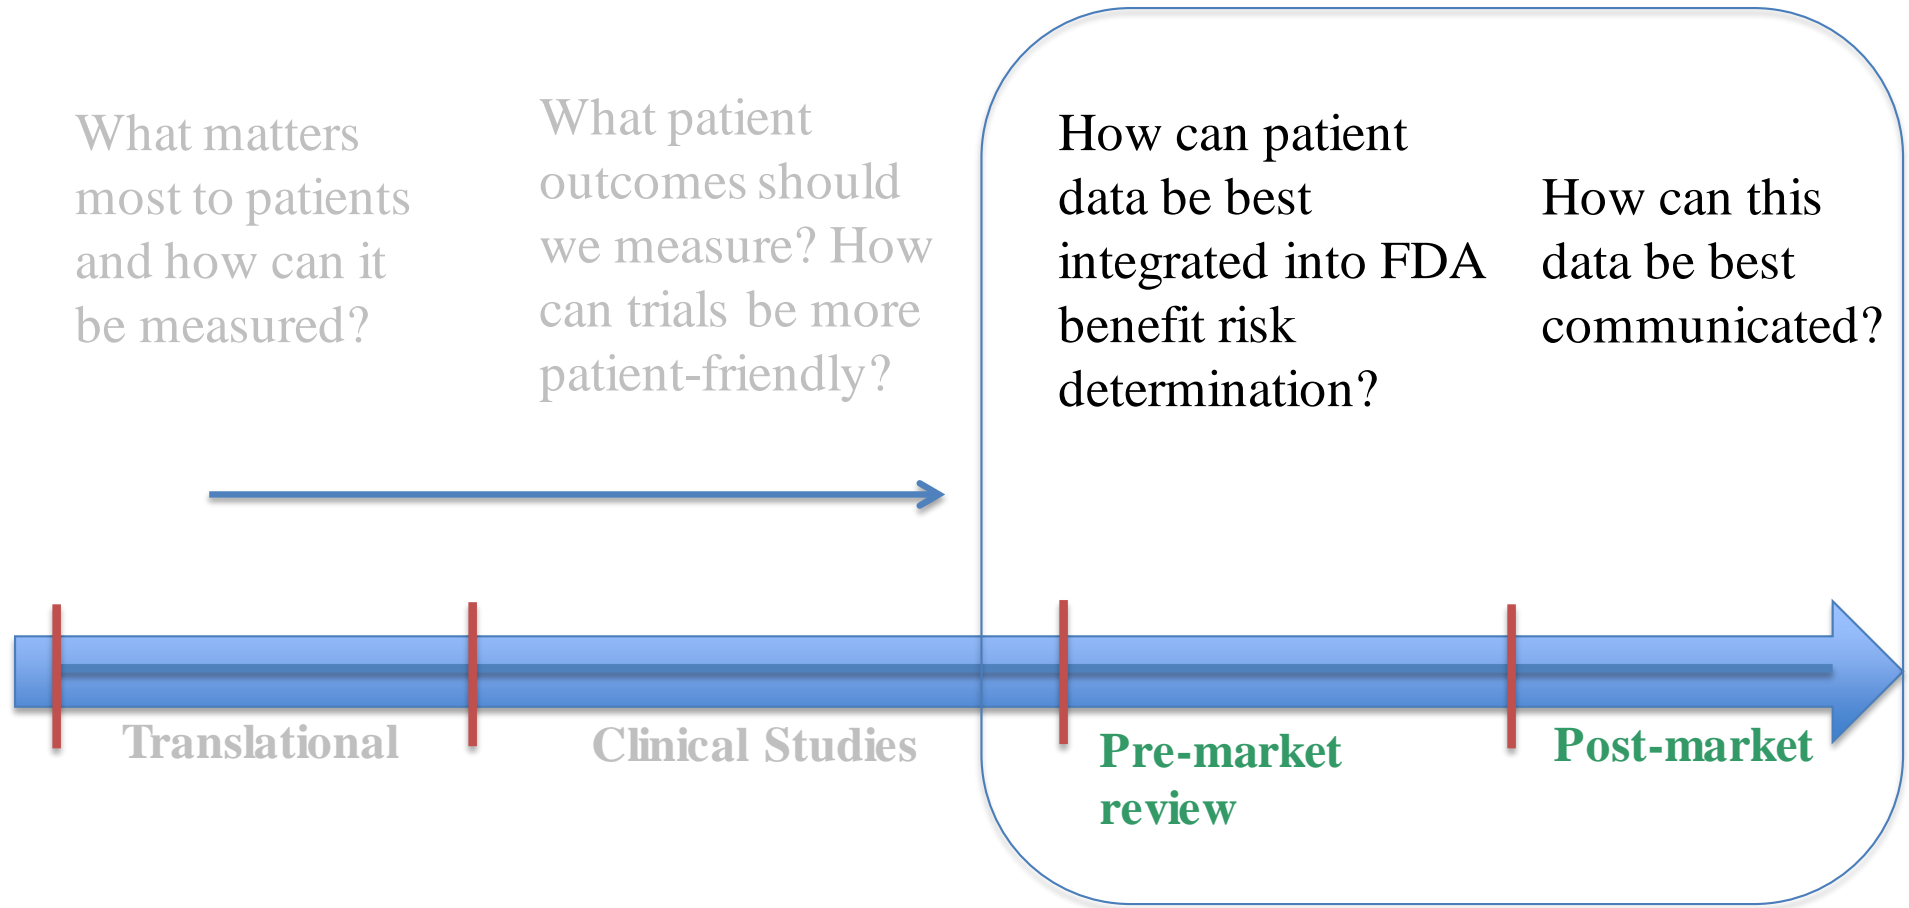 What matters
most to patients
and how can it
be measured?
What patient
outcomes should
we measure? How
can trials be more
patient-friendly?
How can patient
data be best
integrated into FDA
benefit risk
determination?
How can this
data be best
communicated?
Translational
Clinical Studies
Pre-market
review
Post-market